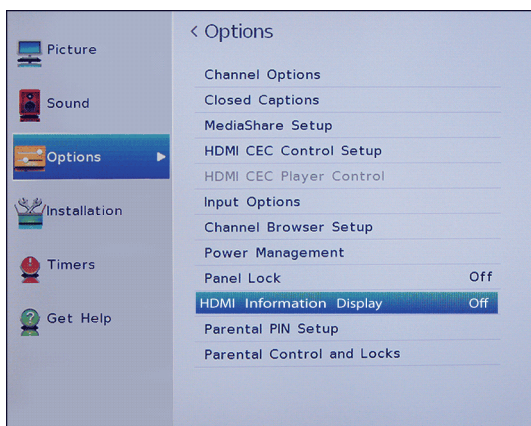 < Options
Picture
Sound
Options
Installation
Timers
Get Help
Channel Options
Closed Captions
MediaShare Setup
HDMI CEC Control Setup
HDMI CEC Player Control
Input Options
Channel Browser Setup
Power Management
Panel Lock Off
HDMI Information Display Off
Parental PIN Setup
Parental Control and Locks